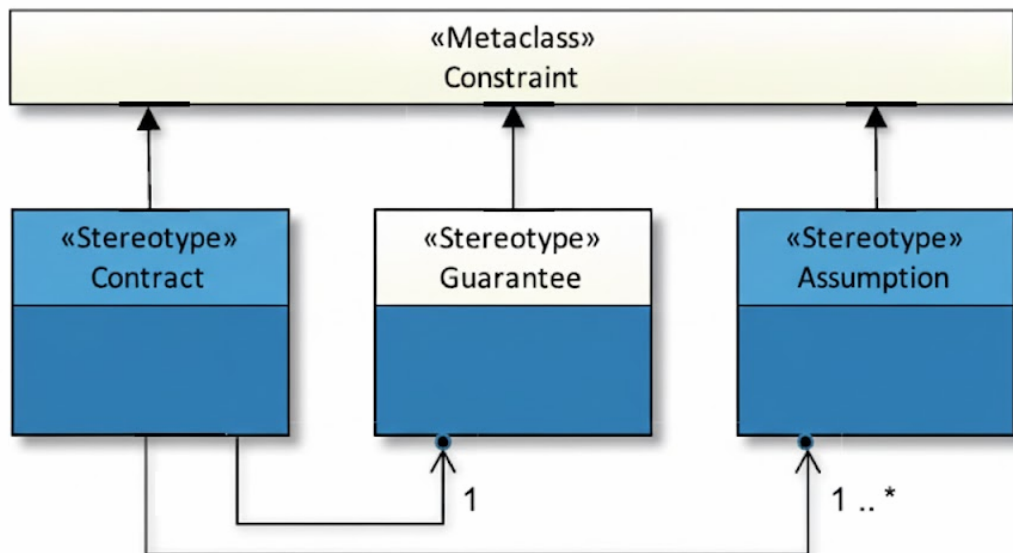 «Metaclass»
Constraint
«Stereotype»
Contract
«Stereotype»
Guarantee
«Stereotype»
Assumption
1
1 .. *